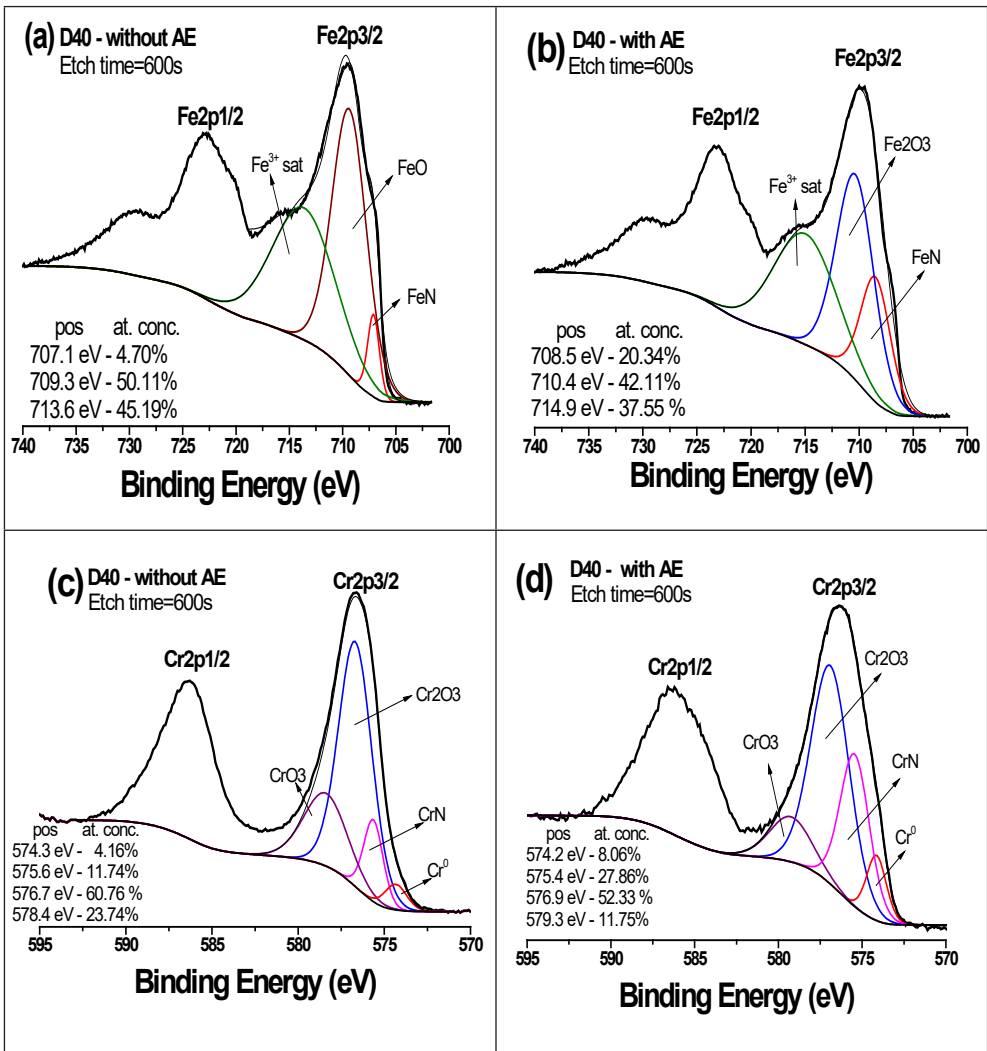 (a) D40 - without AE
Etch time=600s
Fe2p3/2
Fe2p1/2
Fe3+ sat
FeO
FeN
pos at. conc.
707.1 eV - 4.70%
709.3 eV - 50.11%
713.6 eV - 45.19%
740 735 730 725 720 715 710 705 700
Binding Energy (eV)
(b) D40 - with AE
Etch time=600s
Fe2p3/2
Fe2p1/2
Fe2O3
Fe3+ sat
FeN
pos at. conc.
708.5 eV - 20.34%
710.4 eV - 42.11%
714.9 eV - 37.55 %
740 735 730 725 720 715 710 705 700
Binding Energy (eV)
(c) D40 - without AE
Etch time=600s
Cr2p3/2
Cr2p1/2
Cr2O3
CrO3
CrN
Cr0
pos at. conc.
574.3 eV - 4.16%
575.6 eV - 11.74%
576.7 eV - 60.76 %
578.4 eV - 23.74%
595 590 585 580 575 570
Binding Energy (eV)
(d) D40 - with AE
Etch time=600s
Cr2p3/2
Cr2p1/2
Cr2O3
CrO3
CrN
Cr0
pos at. conc.
574.2 eV - 8.06%
575.4 eV - 27.86%
576.9 eV - 52.33 %
579.3 eV - 11.75%
595 590 585 580 575 570
Binding Energy (eV)